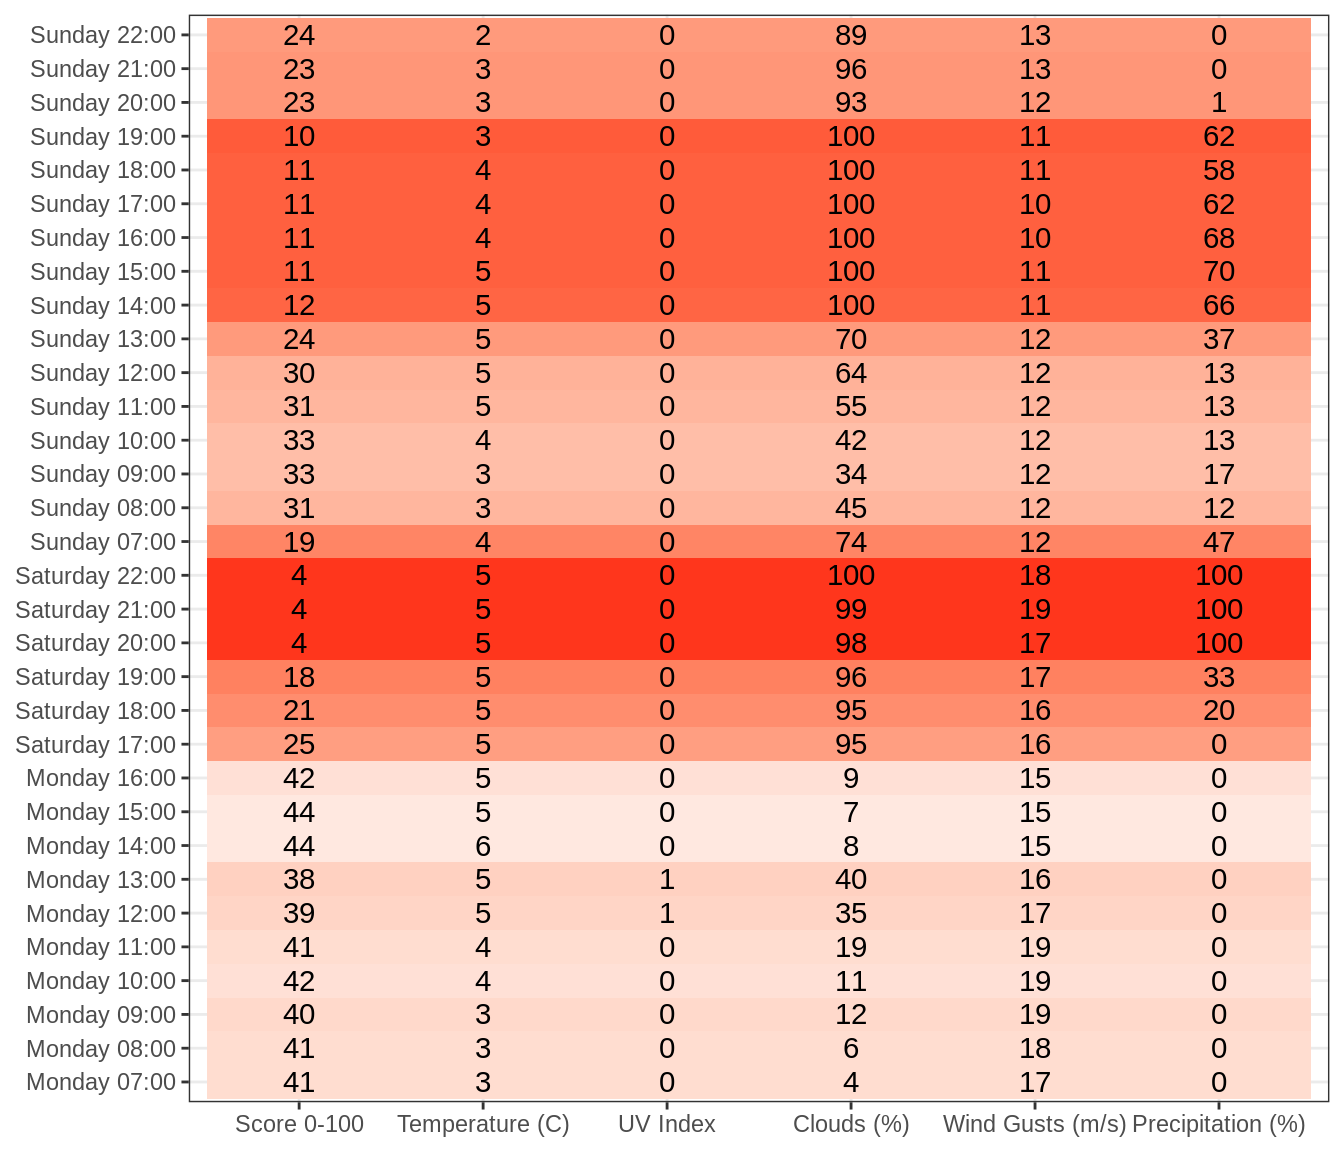 Sunday 22:00 24 2 0 89 13 0
Sunday 21:00 23 3 0 96 13 0
Sunday 20:00 23 3 0 93 12 1
Sunday 19:00 10 3 0 100 11 62
Sunday 18:00 11 4 0 100 11 58
Sunday 17:00 11 4 0 100 10 62
Sunday 16:00 11 4 0 100 10 68
Sunday 15:00 11 5 0 100 11 70
Sunday 14:00 12 5 0 100 11 66
Sunday 13:00 24 5 0 70 12 37
Sunday 12:00 30 5 0 64 12 13
Sunday 11:00 31 5 0 55 12 13
Sunday 10:00 33 4 0 42 12 13
Sunday 09:00 33 3 0 34 12 17
Sunday 08:00 31 3 0 45 12 12
Sunday 07:00 19 4 0 74 12 47
Saturday 22:00 4 5 0 100 18 100
Saturday 21:00 4 5 0 99 19 100
Saturday 20:00 4 5 0 98 17 100
Saturday 19:00 18 5 0 96 17 33
Saturday 18:00 21 5 0 95 16 20
Saturday 17:00 25 5 0 95 16 0
Monday 16:00 42 5 0 9 15 0
Monday 15:00 44 5 0 7 15 0
Monday 14:00 44 6 0 8 15 0
Monday 13:00 38 5 1 40 16 0
Monday 12:00 39 5 1 35 17 0
Monday 11:00 41 4 0 19 19 0
Monday 10:00 42 4 0 11 19 0
Monday 09:00 40 3 0 12 19 0
Monday 08:00 41 3 0 6 18 0
Monday 07:00 41 3 0 4 17 0
Score 0-100 Temperature (C) UV Index Clouds (%) Wind Gusts (m/s) Precipitation (%)